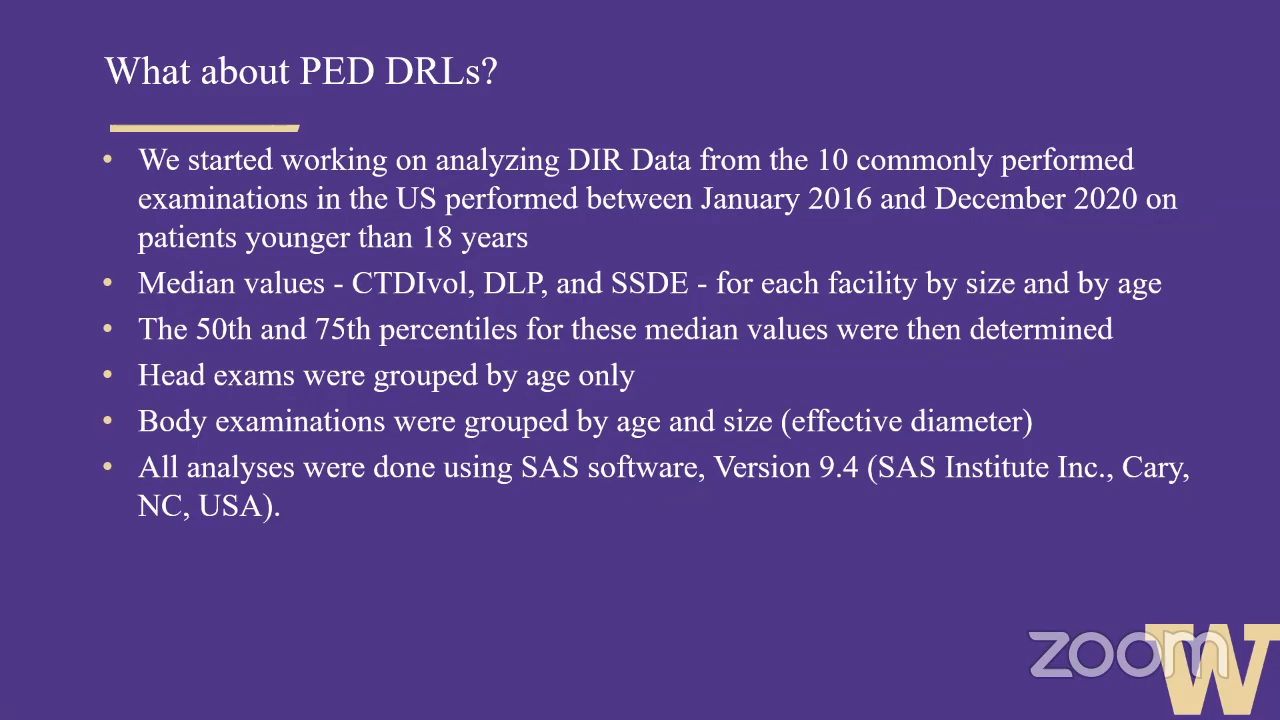 What about PED DRLs?
• We started working on analyzing DIR Data from the 10 commonly performed
examinations in the US performed between January 2016 and December 2020 on
patients younger than 18 years
• Median values - CTDIvol, DLP, and SSDE - for each facility by size and by age
• The 50th and 75th percentiles for these median values were then determined
• Head exams were grouped by age only
• Body examinations were grouped by age and size (effective diameter)
• All analyses were done using SAS software, Version 9.4 (SAS Institute Inc., Cary,
NC, USA).
zoom
W